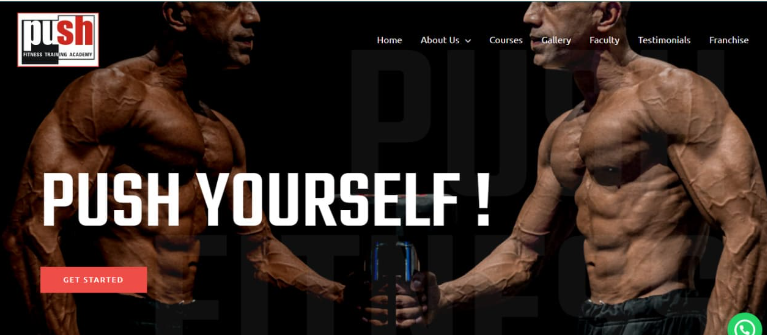 push
FITNESS TRAINING ACADEMY
Home About Us Courses Gallery Faculty Testimonials Franchise
PUSH
PUSH YOURSELF !
FITNESS
GET STARTED